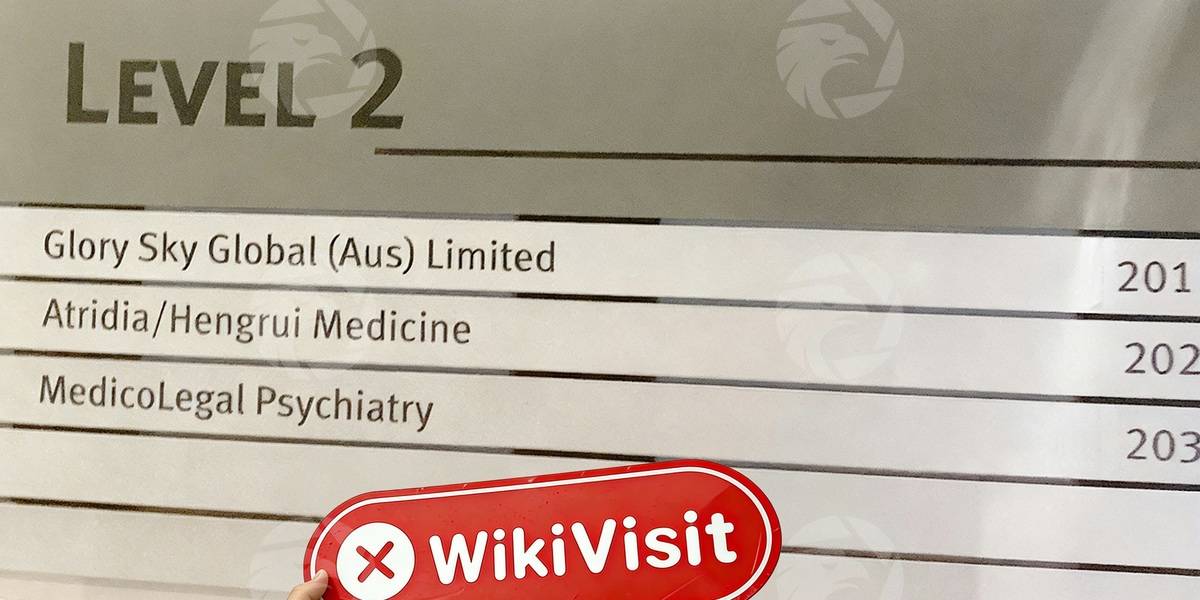 LEVEL 2
Glory Sky Global (Aus) Limited 201
Atridia/Hengrui Medicine 202
MedicoLegal Psychiatry 203
WikiVisit